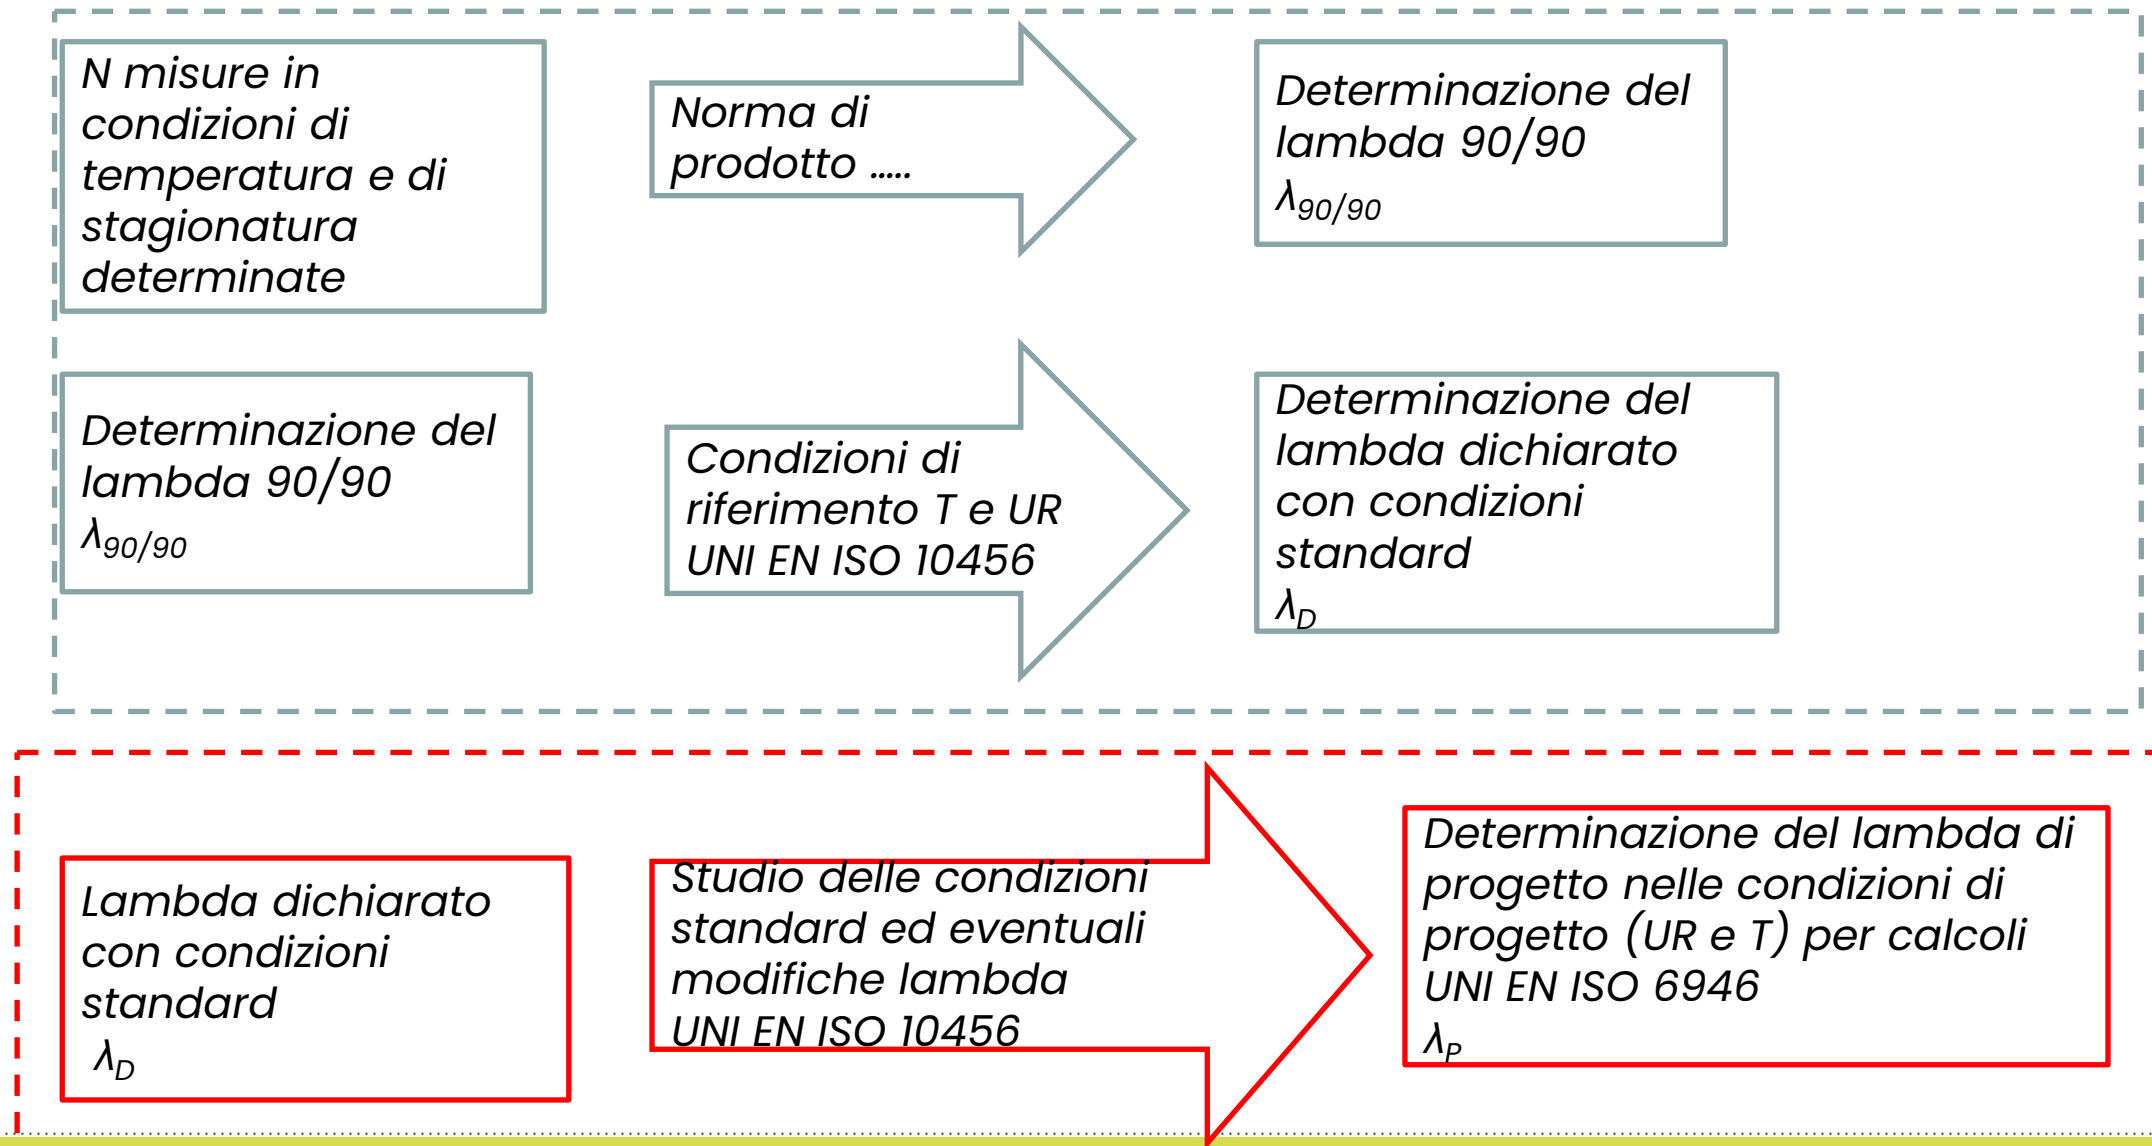 N misure in
condizioni di
temperatura e di
stagionatura
determinate
Norma di
prodotto .....
Determinazione del
lambda 90/90
λ90/90
Determinazione del
lambda 90/90
λ90/90
Condizioni di
riferimento T e UR
UNI EN ISO 10456
Determinazione del
lambda dichiarato
con condizioni
standard
λD
Lambda dichiarato
con condizioni
standard
λD
Studio delle condizioni
standard ed eventuali
modifiche lambda
UNI EN ISO 10456
Determinazione del lambda di
progetto nelle condizioni di
progetto (UR e T) per calcoli
UNI EN ISO 6946
λP